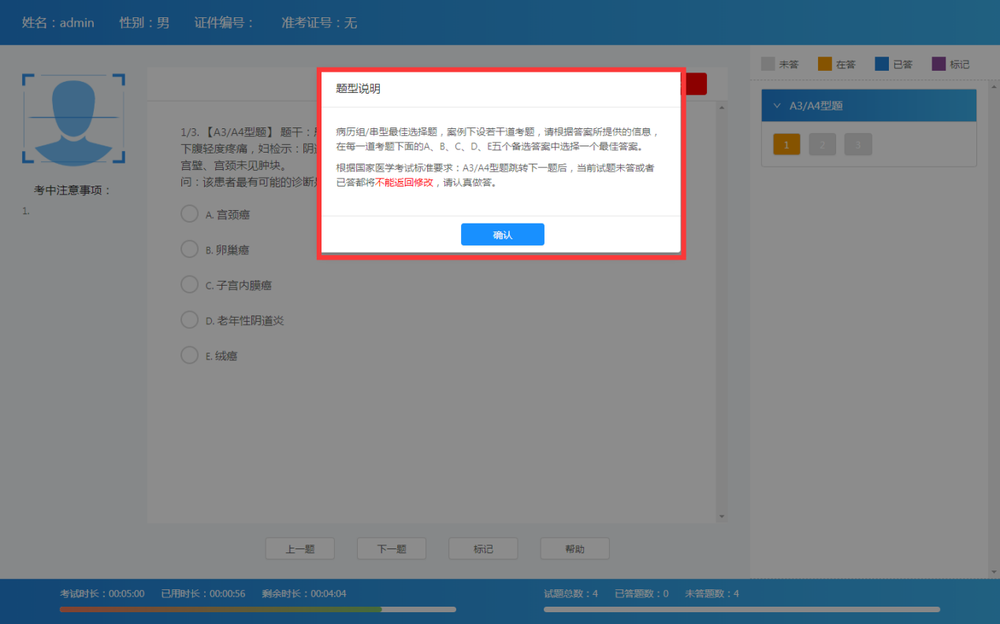 姓名：admin 性别：男 证件编号： 准考证号：无
未答 在答 已答 标记
题型说明
A3/A4型题
1 2 3
病历组/串型最佳选择题，案例下设若干道考题，请根据答案所提供的信息，
在每一道考题下面的A、B、C、D、E五个备选答案中选择一个最佳答案。
根据国家医学考试标准要求：A3/A4型题跳转下一题后，当前试题未答或者
已答都将不能返回修改，请认真做答。
确认
1/3. 【A3/A4型题】 题干：
下腹轻度疼痛，妇检示：阴
宫壁、宫颈未见肿块。
问：该患者最有可能的诊断
A. 宫颈癌
B. 卵巢癌
C. 子宫内膜癌
D. 老年性阴道炎
E. 绒癌
考中注意事项：
1.
上一题 下一题 标记 帮助
考试时长：00:05:00 已用时长：00:00:56 剩余时长：00:04:04
试题总数：4 已答题数：0 未答题数：4